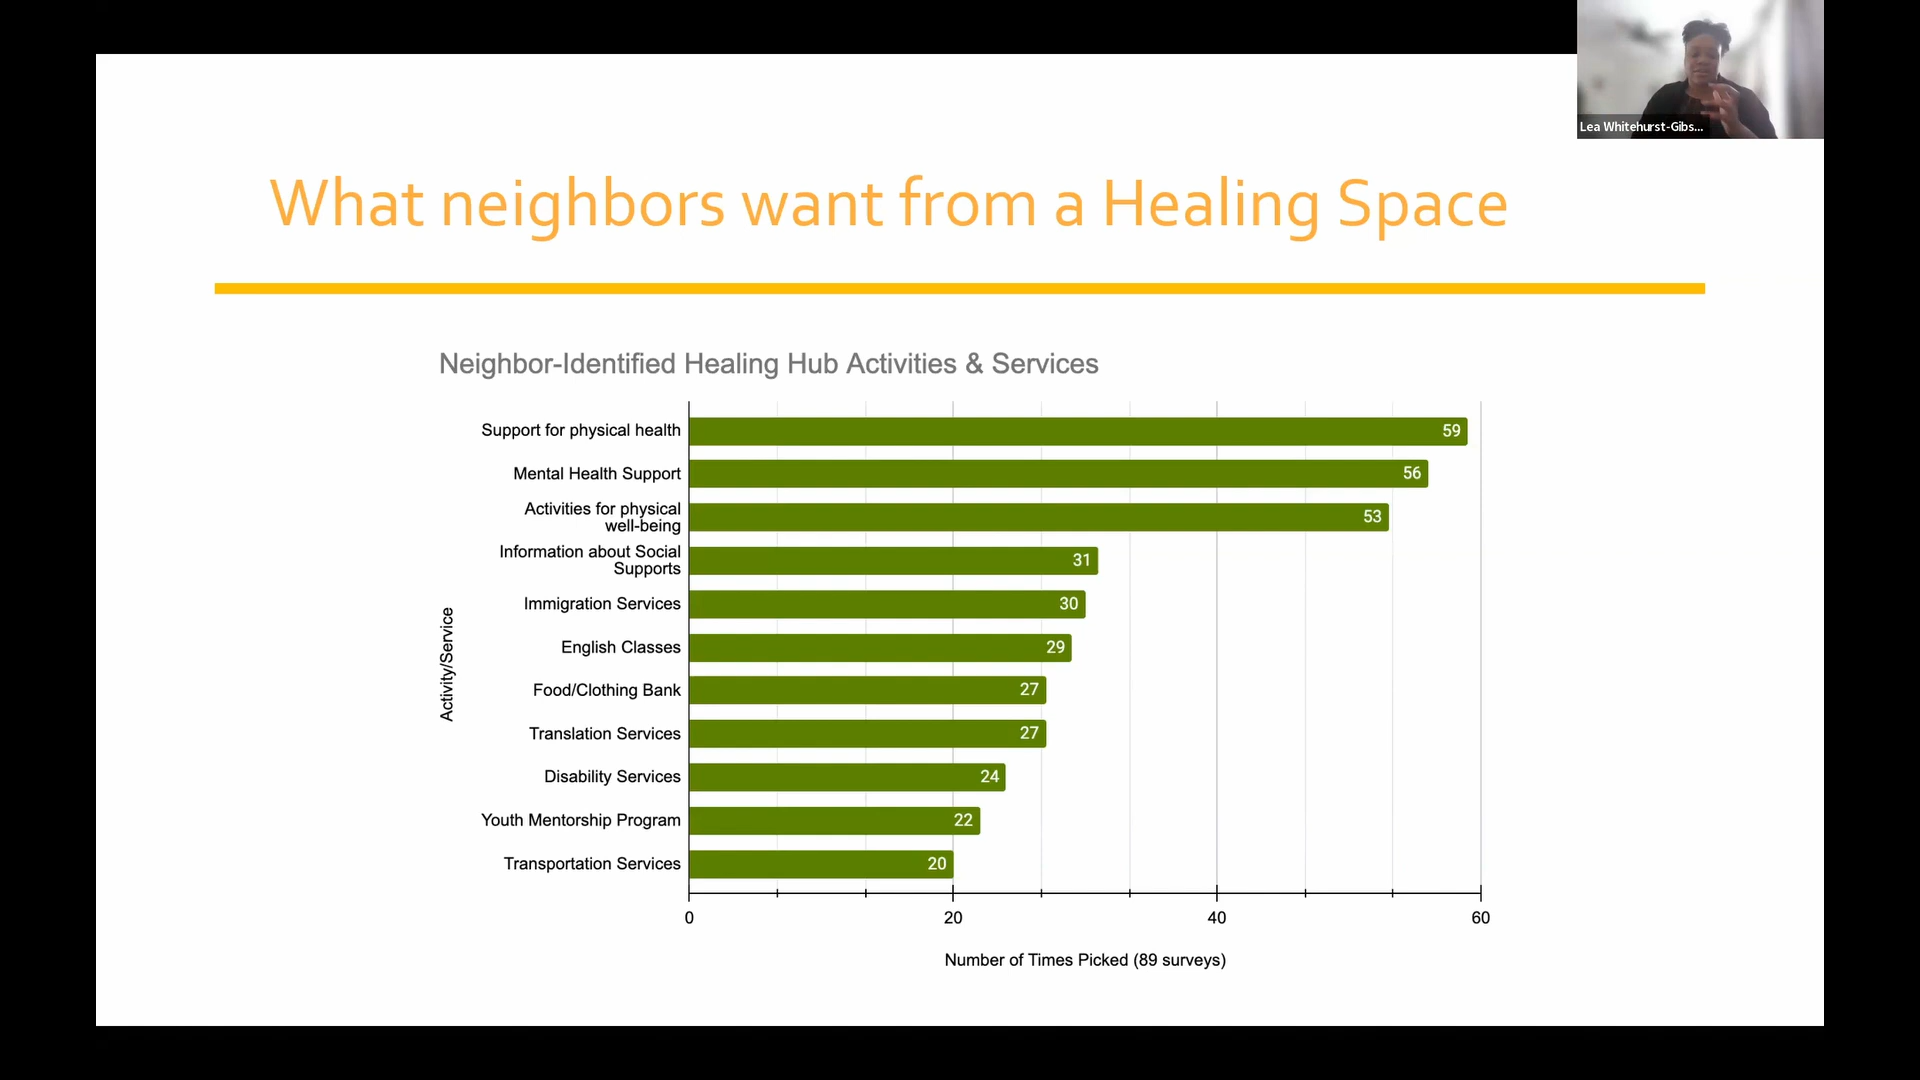 Lea Whitehurst-Gibs...
What neighbors want from a Healing Space
Neighbor-Identified Healing Hub Activities & Services
Support for physical health 59
Mental Health Support 56
Activities for physical
well-being 53
Information about Social
Supports 31
Immigration Services 30
English Classes 29
Food/Clothing Bank 27
Translation Services 27
Disability Services 24
Youth Mentorship Program 22
Transportation Services 20
Activity/Service
0 20 40 60
Number of Times Picked (89 surveys)